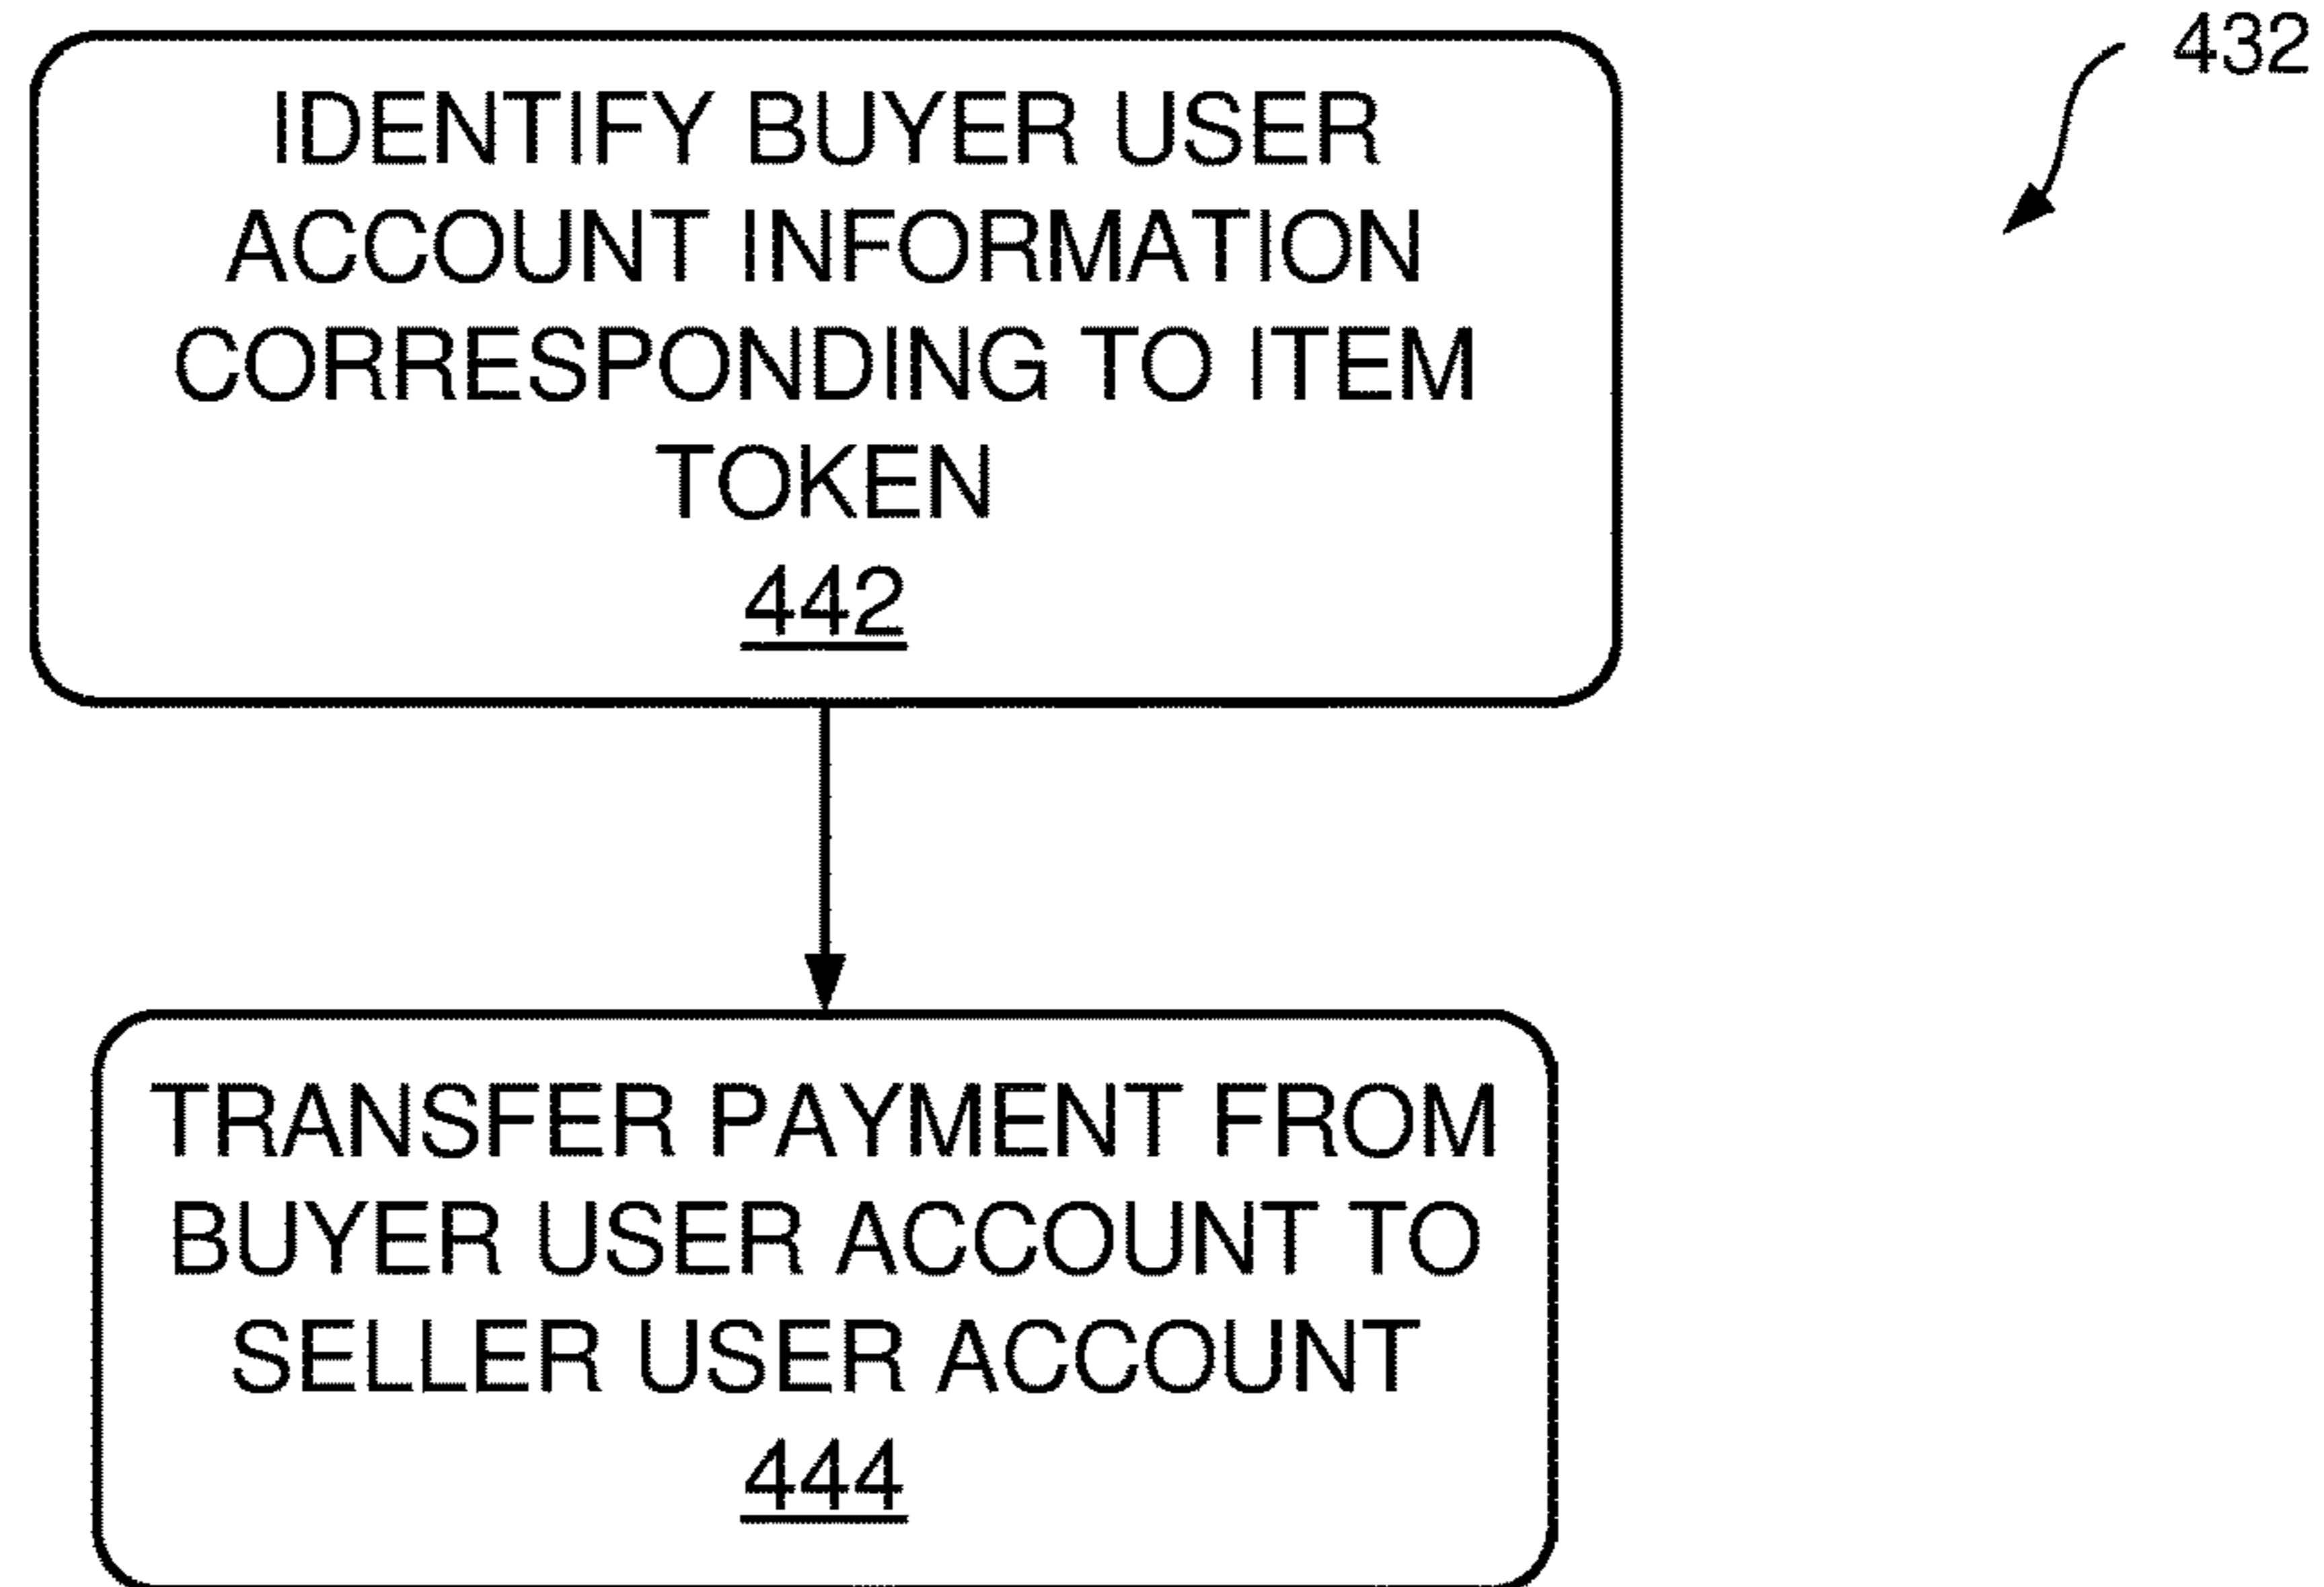 432
IDENTIFY BUYER USER
ACCOUNT INFORMATION
CORRESPONDING TO ITEM
TOKEN
442
TRANSFER PAYMENT FROM
BUYER USER ACCOUNT TO
SELLER USER ACCOUNT
444